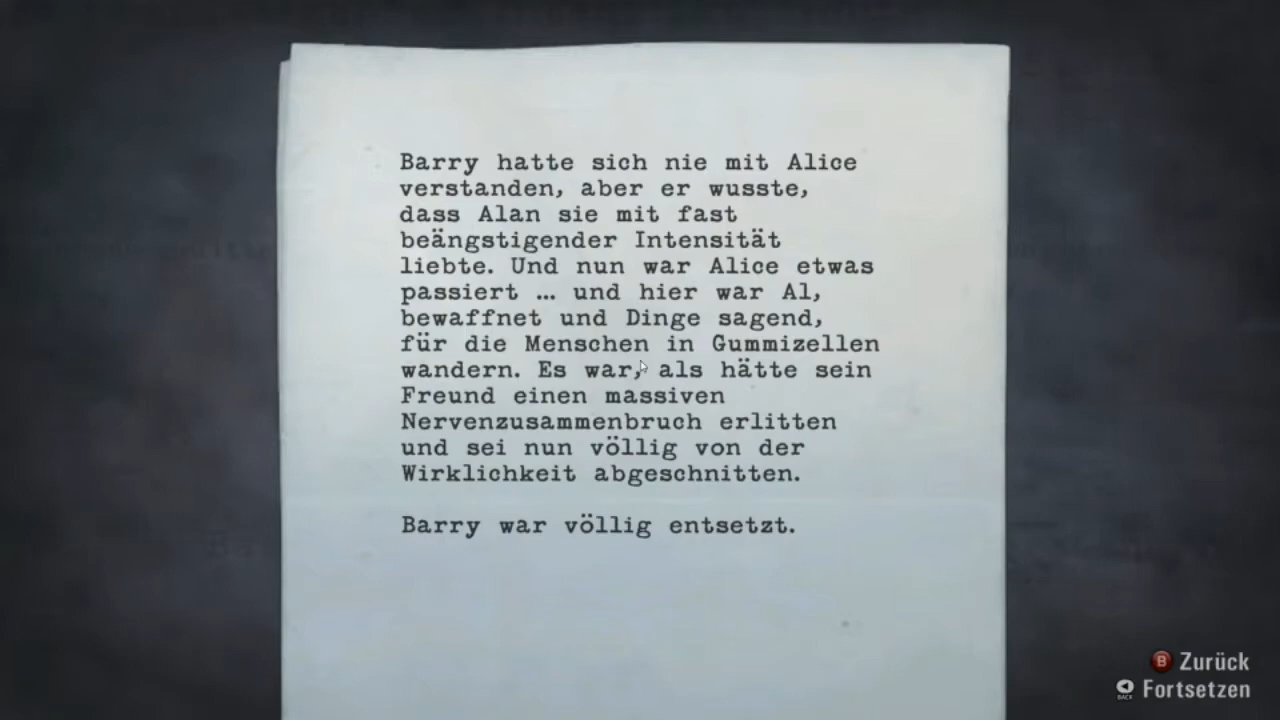 Barry hatte sich nie mit Alice
verstanden, aber er wusste,
dass Alan sie mit fast
beängstigender Intensität
liebte. Und nun war Alice etwas
passiert … und hier war Al,
bewaffnet und Dinge sagend,
für die Menschen in Gummizellen
wandern. Es war, als hätte sein
Freund einen massiven
Nervenzusammenbruch erlitten
und sei nun völlig von der
Wirklichkeit abgeschnitten.
Barry war völlig entsetzt.
B Zurück
BACK Fortsetzen